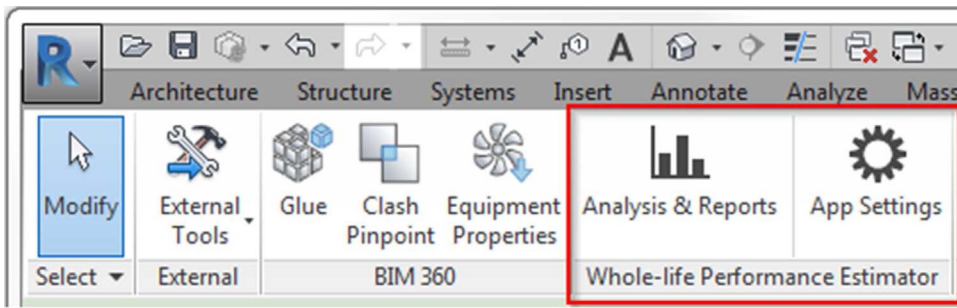 R
A
Architecture Structure Systems Insert Annotate Analyze Mass
Modify External Glue Clash Equipment Analysis & Reports App Settings
Tools Pinpoint Properties
Select External BIM 360 Whole-life Performance Estimator